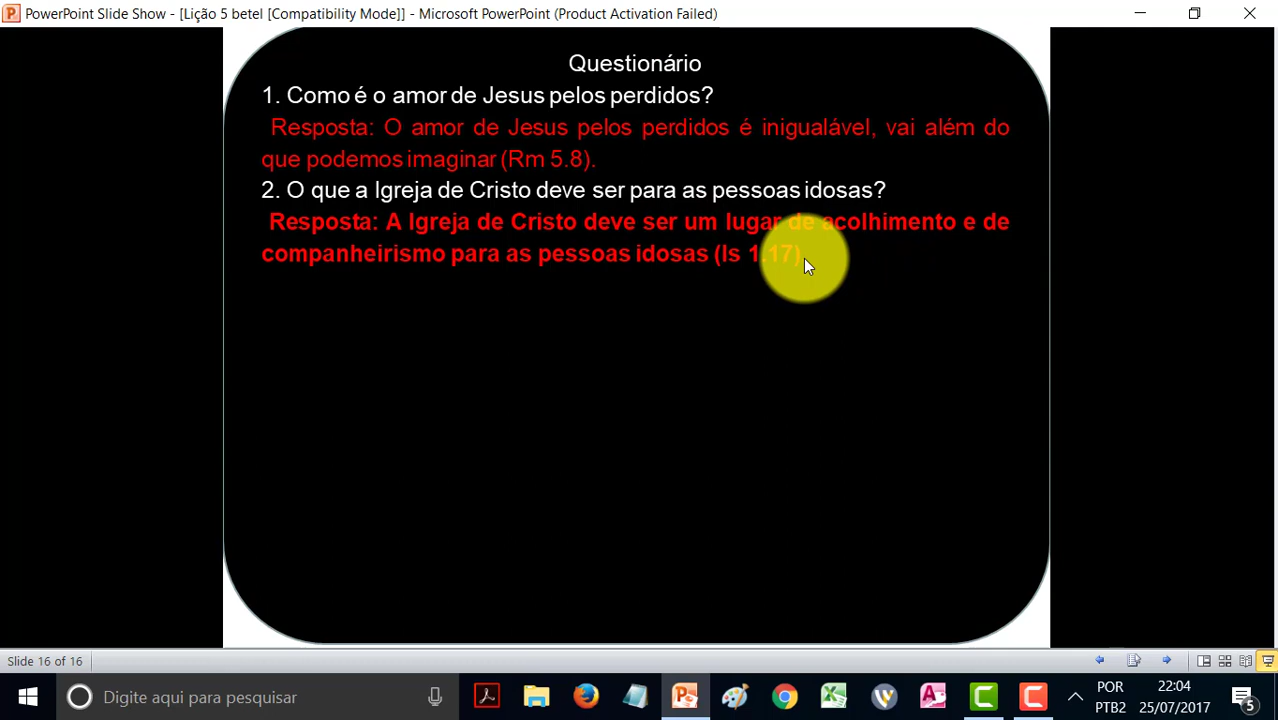 PowerPoint Slide Show - [Lição 5 betel [Compatibility Mode]] - Microsoft PowerPoint (Product Activation Failed)
Questionário
1. Como é o amor de Jesus pelos perdidos?
Resposta: O amor de Jesus pelos perdidos é inigualável, vai além do
que podemos imaginar (Rm 5.8).
2. O que a Igreja de Cristo deve ser para as pessoas idosas?
Resposta: A Igreja de Cristo deve ser um lugar de acolhimento e de
companheirismo para as pessoas idosas (Is 1.17).
Slide 16 of 16
Digite aqui para pesquisar
POR
PTB2
22:04
25/07/2017
5